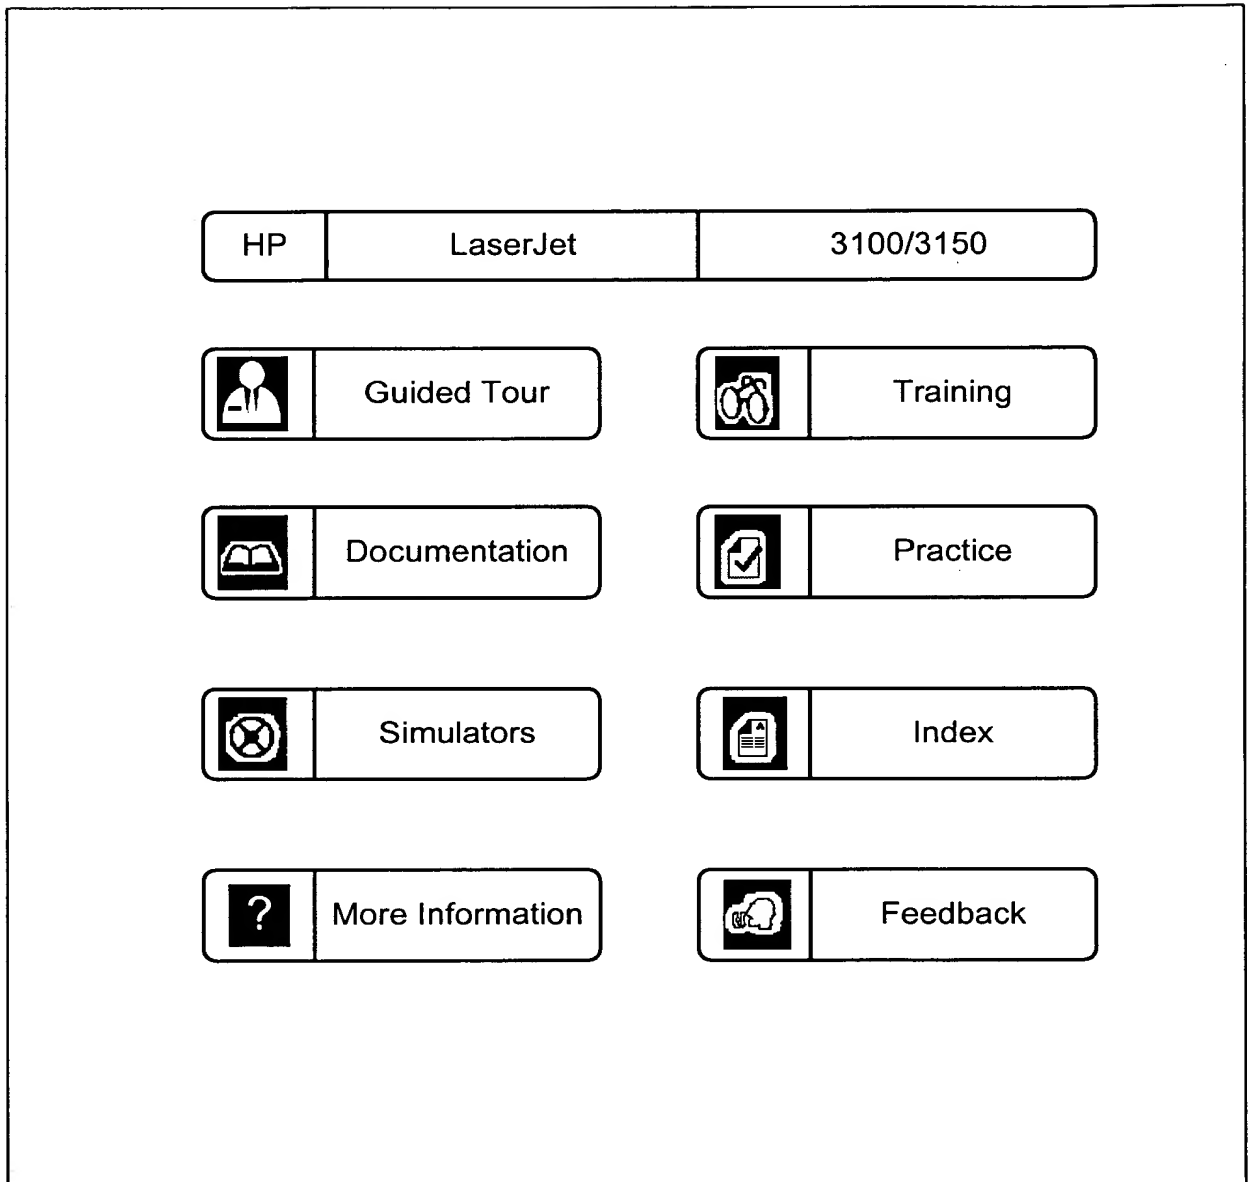 HP LaserJet 3100/3150
Guided Tour Training
Documentation Practice
Simulators A Index
? More Information Feedback